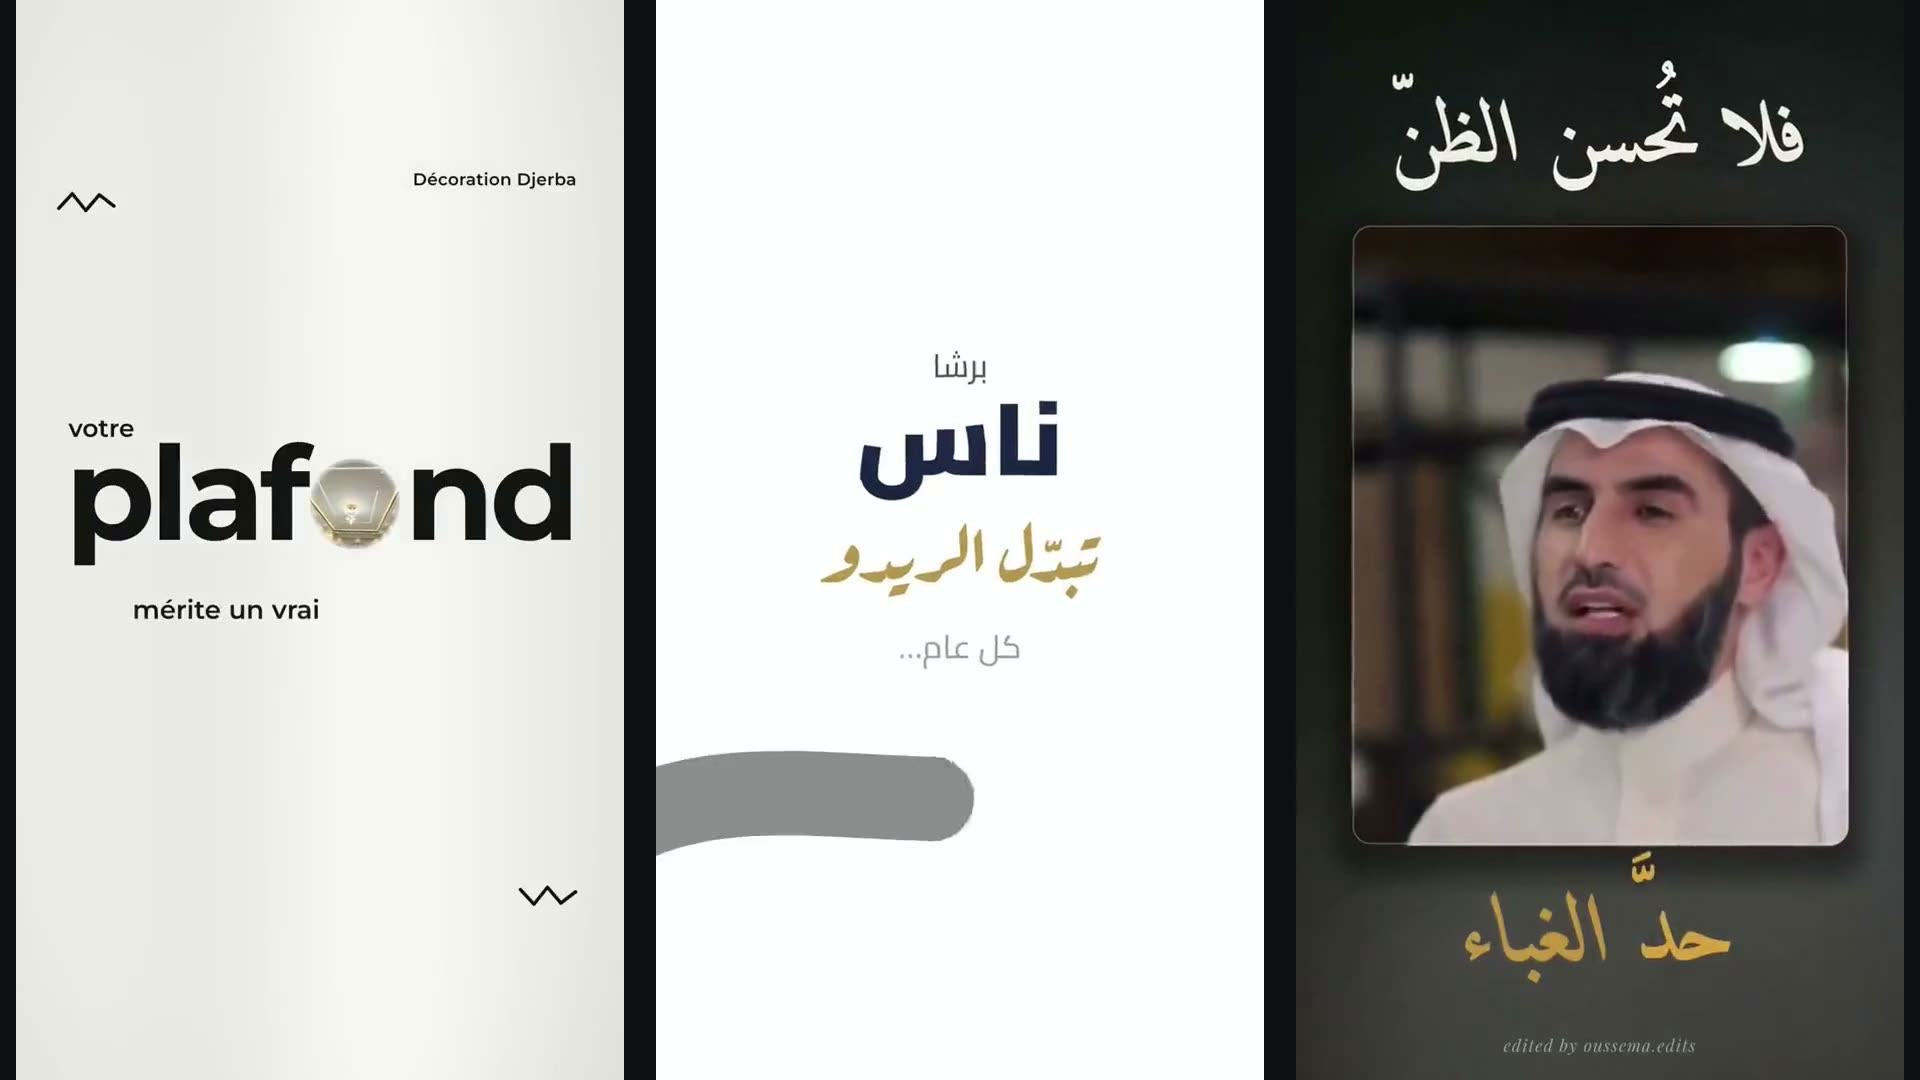 Décoration Djerba
votre
plafond
mérite un vrai
برشا
ناس
تبدّل الريدو
كل عام...
فلا تُحسن الظنّ
حدَّ الغباء
edited by oussema.edits